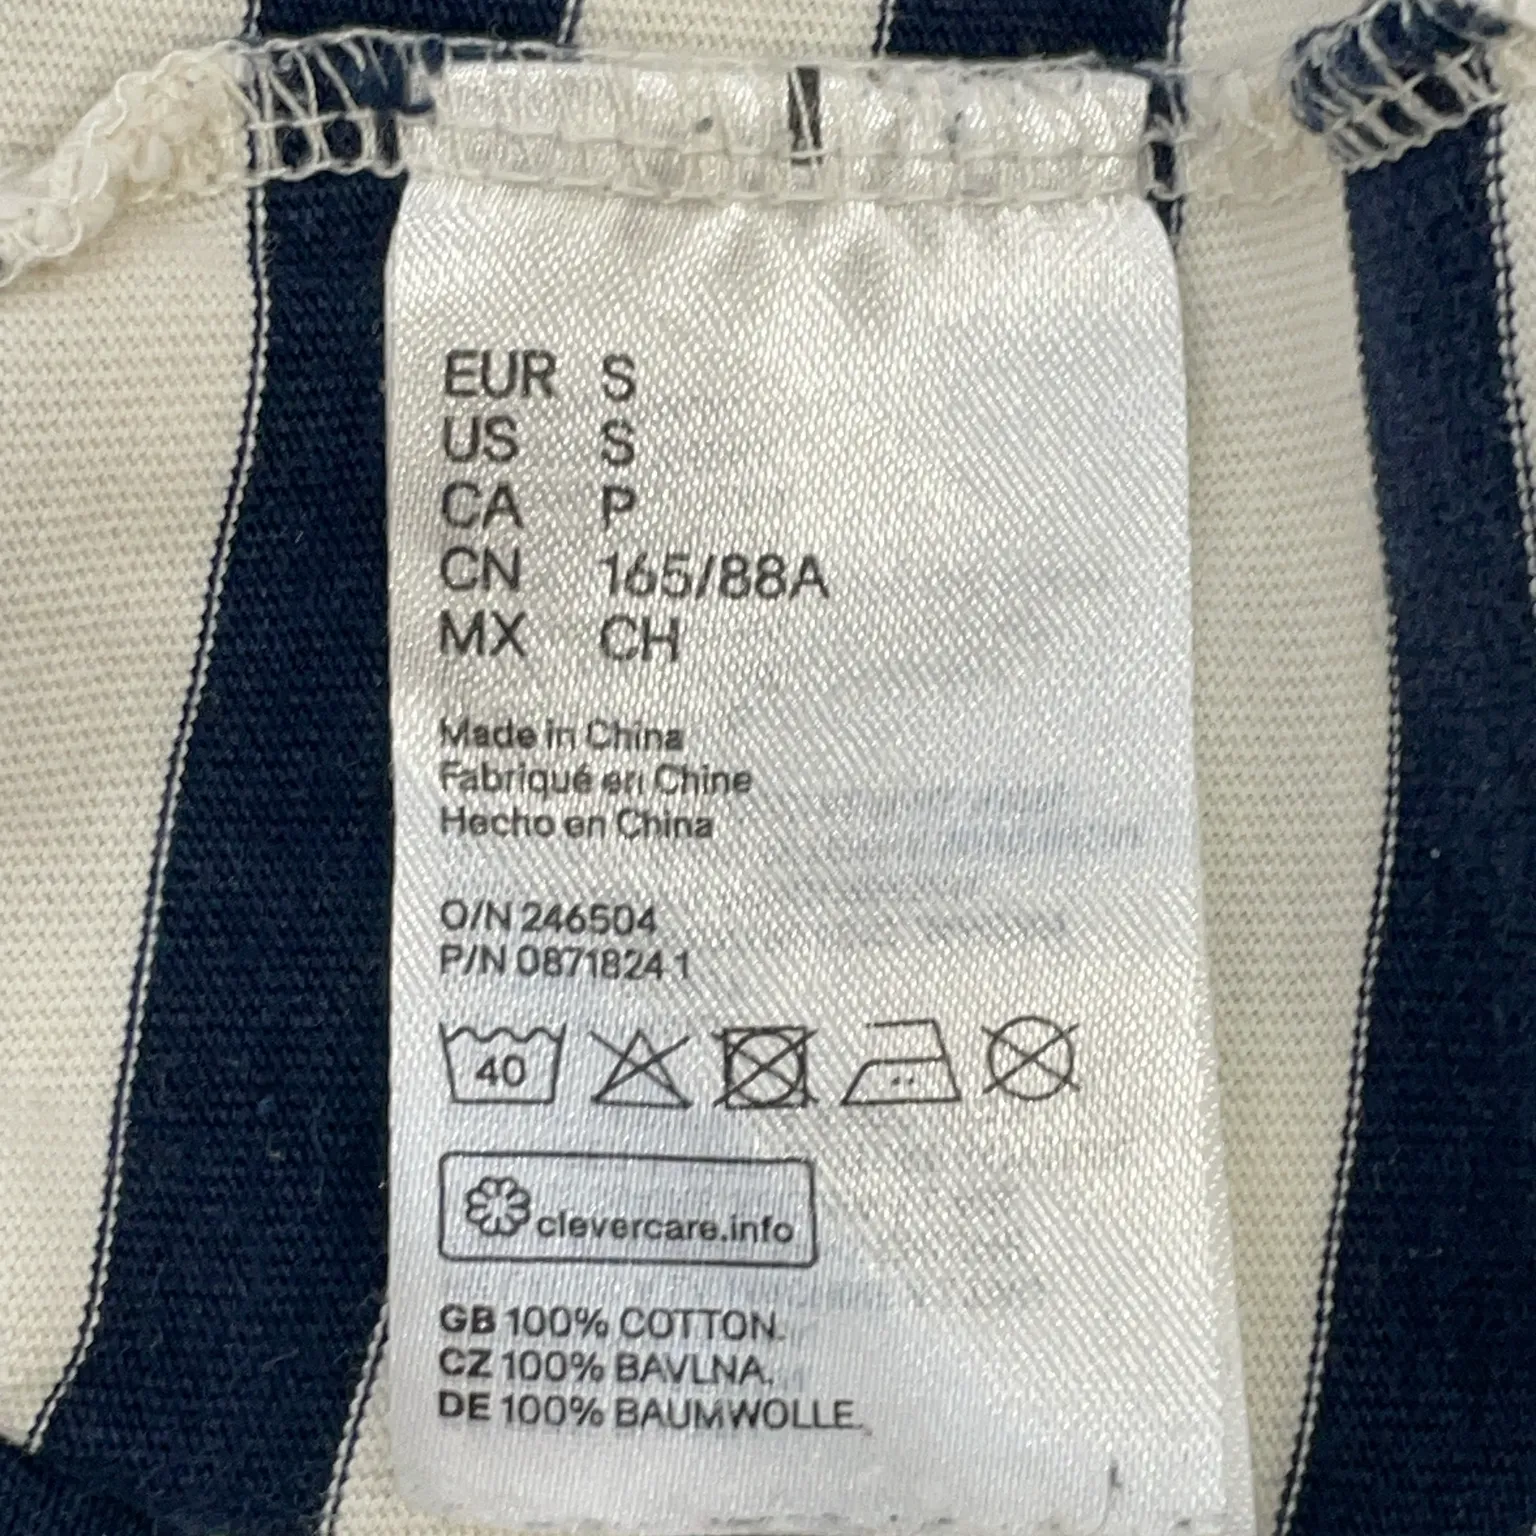 EUR S
US S
CA P
CN 165/88A
MX CH
Made in China
Fabriqué en Chine
Hecho en China
O/N 246504
P/N 0871824 1
40
clevercare.info
GB 100% COTTON.
CZ 100% BAVLNA.
DE 100% BAUMWOLLE.